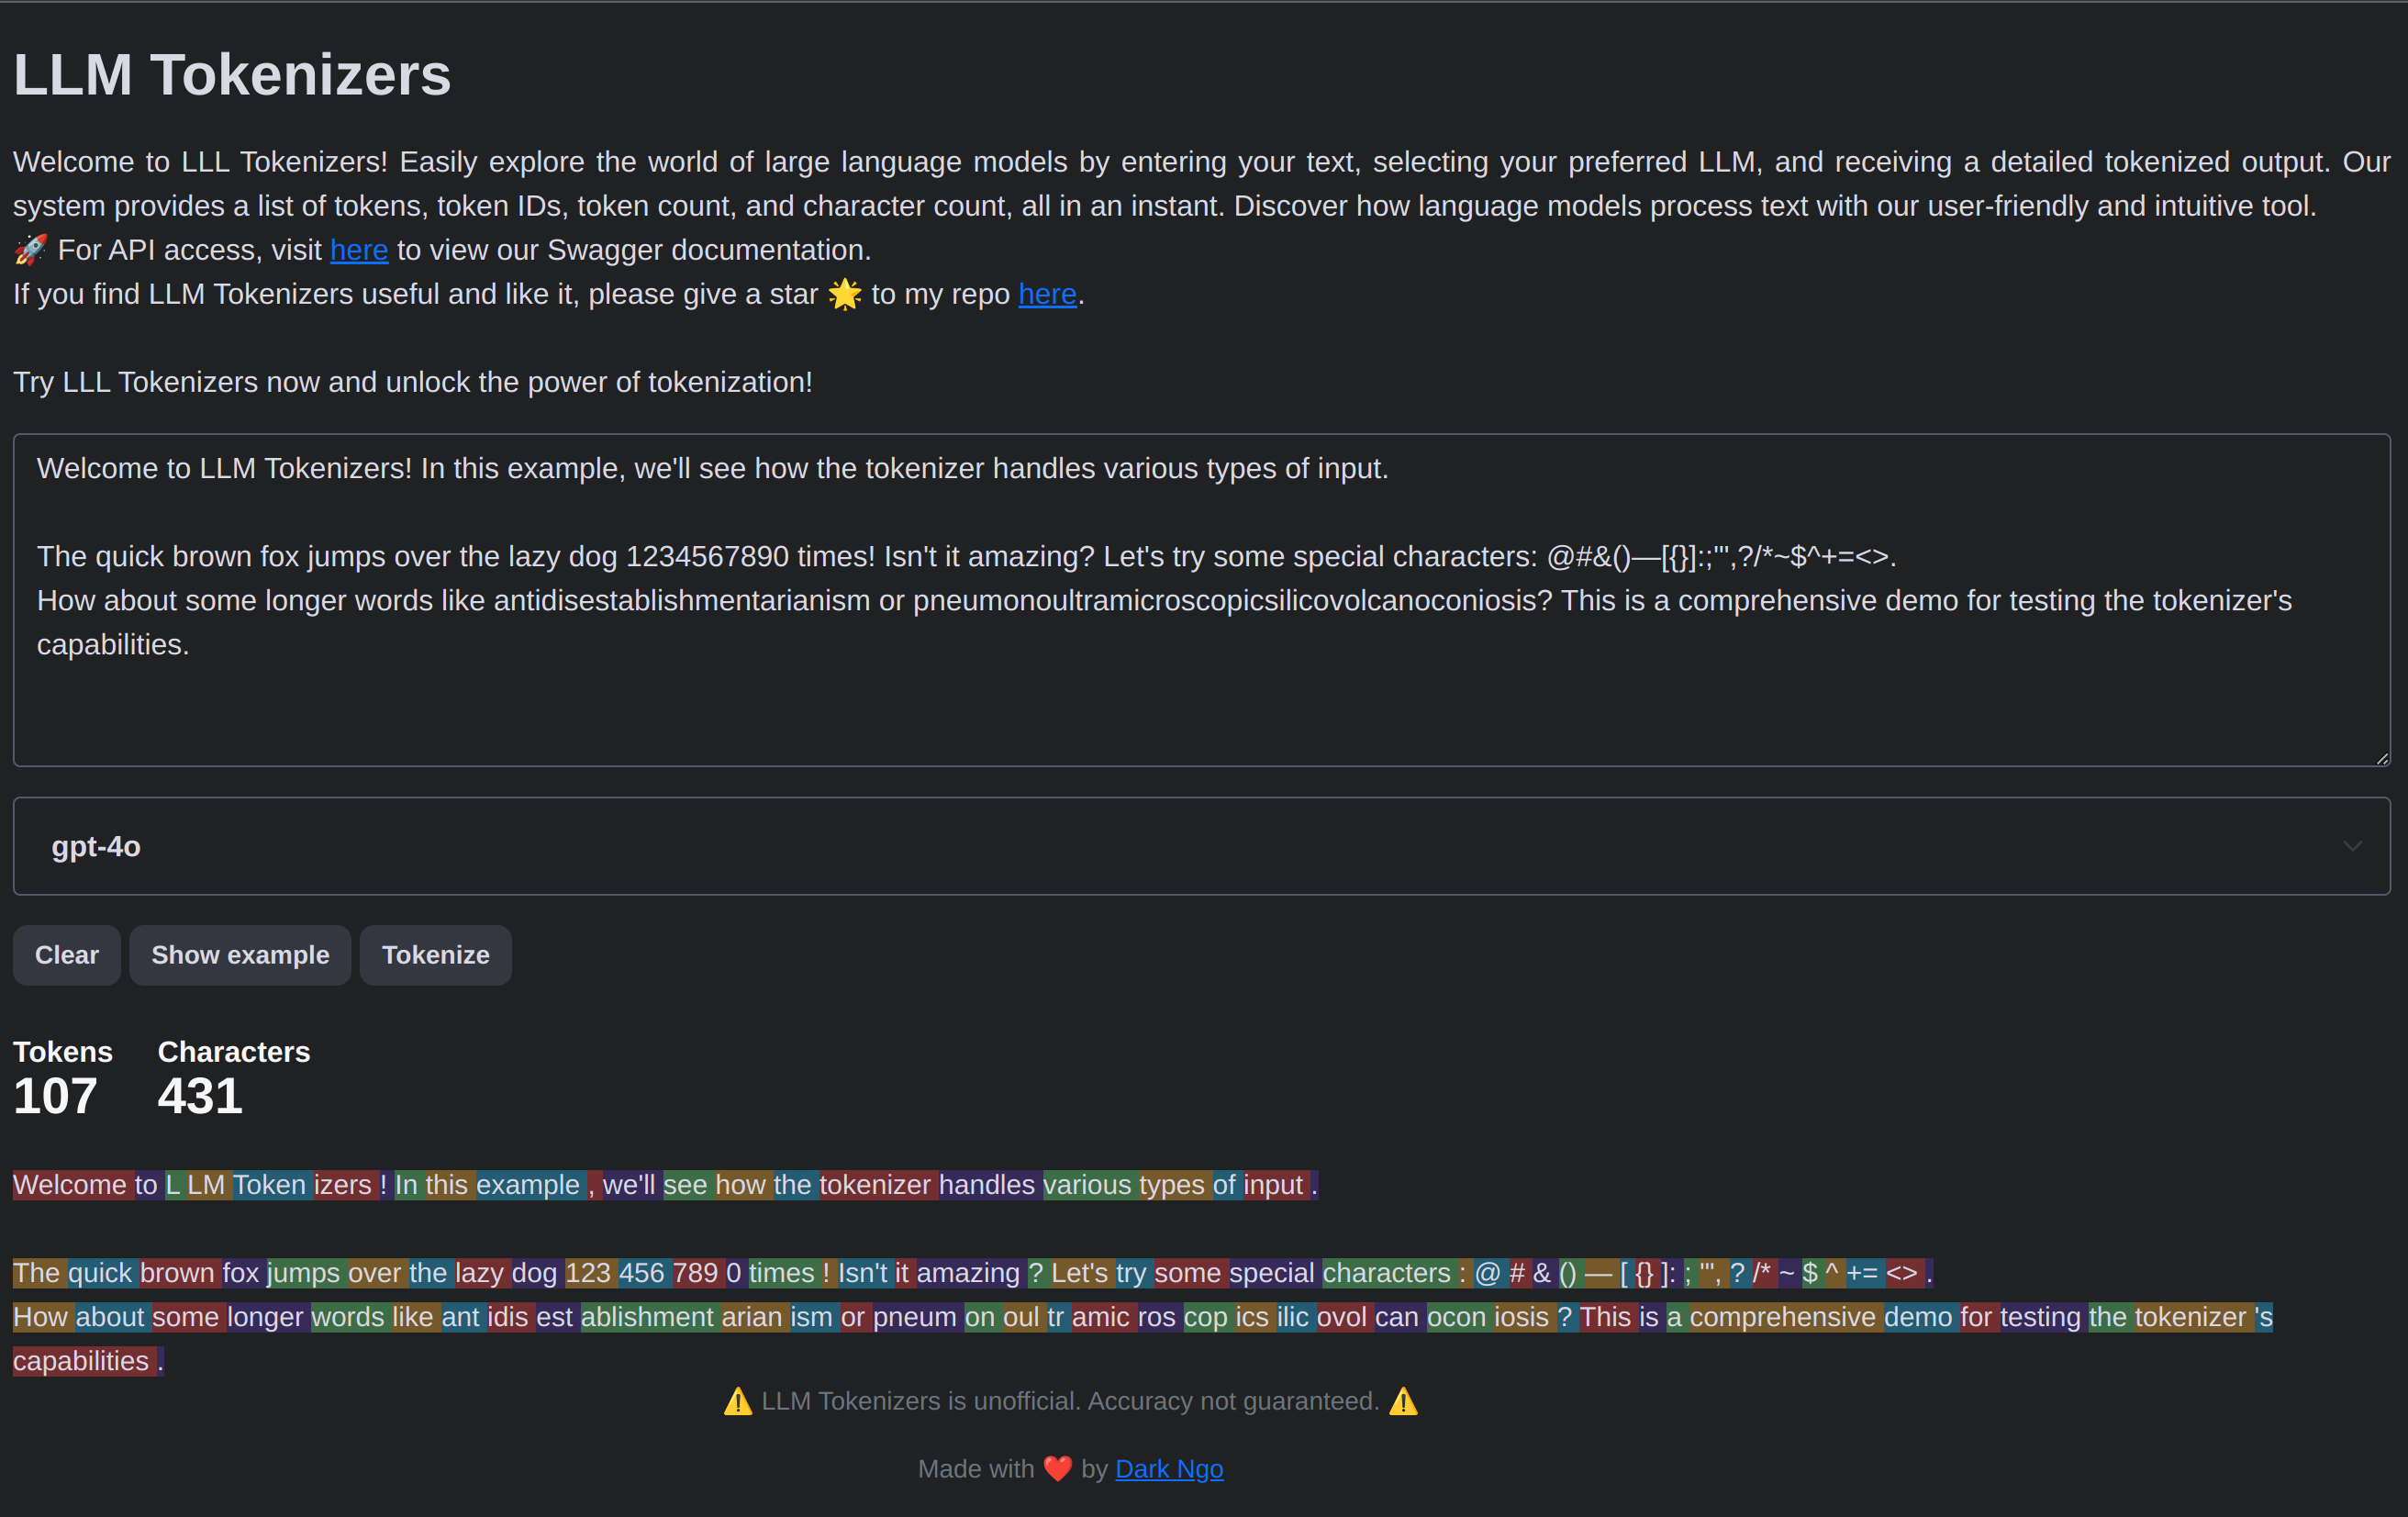 LLM Tokenizers
Welcome to LLL Tokenizers! Easily explore the world of large language models by entering your text, selecting your preferred LLM, and receiving a detailed tokenized output. Our
system provides a list of tokens, token IDs, token count, and character count, all in an instant. Discover how language models process text with our user-friendly and intuitive tool.
🚀 For API access, visit here to view our Swagger documentation.
If you find LLM Tokenizers useful and like it, please give a star 🌟 to my repo here.
Try LLL Tokenizers now and unlock the power of tokenization!
Welcome to LLM Tokenizers! In this example, we'll see how the tokenizer handles various types of input.
The quick brown fox jumps over the lazy dog 1234567890 times! Isn't it amazing? Let's try some special characters: @#&()—[{}]:;'",?/*~$^+=<>.
How about some longer words like antidisestablishmentarianism or pneumonoultramicroscopicsilicovolcanoconiosis? This is a comprehensive demo for testing the tokenizer's
capabilities.
gpt-4o
Clear Show example Tokenize
Tokens Characters
107 431
Welcome to L LM Token izers ! In this example , we'll see how the tokenizer handles various types of input .
The quick brown fox jumps over the lazy dog 123 456 789 0 times ! Isn't it amazing ? Let's try some special characters : @ # & () — [ {} ]: ; '", ? /* ~ $ ^ += <> .
How about some longer words like ant idis est ablishment arian ism or pneum on oul tr amic ros cop ics ilic ovol can ocon iosis ? This is a comprehensive demo for testing the tokenizer 's
capabilities .
⚠️ LLM Tokenizers is unofficial. Accuracy not guaranteed. ⚠️
Made with ❤️ by Dark Ngo